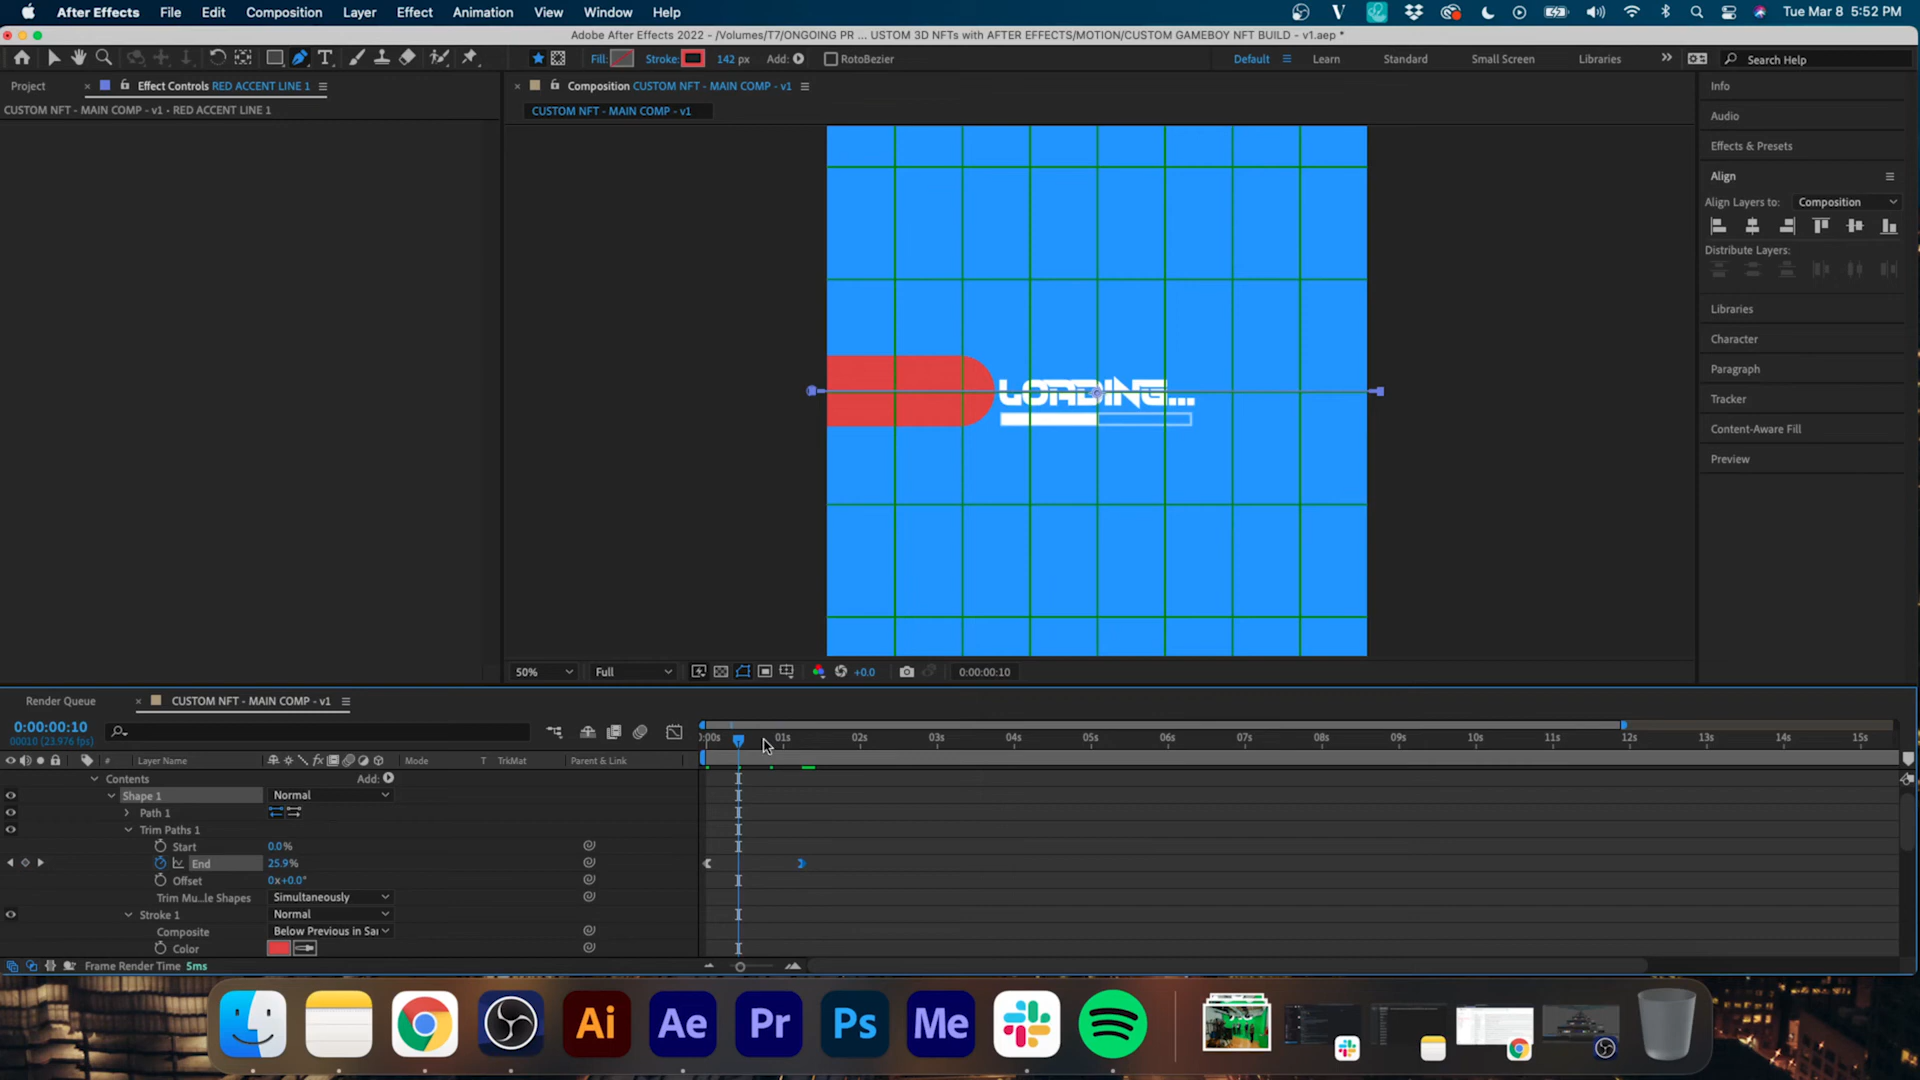 After Effects File Edit Composition Layer Effect Animation View Window Help Tue Mar 8 5:52 PM
Adobe After Effects 2022 - /Volumes/T7/ONGOING PR ... USTOM 3D NFTs with AFTER EFFECTS/MOTION/CUSTOM GAMEBOY NFT BUILD - v1.aep *
Fill: Stroke: 142 px Add: RotoBezier Default Learn Standard Small Screen Libraries Search Help
Project Effect Controls RED ACCENT LINE 1
CUSTOM NFT - MAIN COMP - v1 • RED ACCENT LINE 1
Composition CUSTOM NFT - MAIN COMP - v1
CUSTOM NFT - MAIN COMP - v1
LOADING...
50% Full +0.0 0:00:00:10
Info
Audio
Effects & Presets
Align
Align Layers to: Composition
Distribute Layers:
Libraries
Character
Paragraph
Tracker
Content-Aware Fill
Preview
Render Queue CUSTOM NFT - MAIN COMP - v1
0:00:00:10
00010 (23.976 fps)
:00s 01s 02s 03s 04s 05s 06s 07s 08s 09s 10s 11s 12s 13s 14s 15s
# Layer Name Mode T TrkMat Parent & Link
Contents Add:
Shape 1 Normal
Path 1
Trim Paths 1
Start 0.0%
End 25.9%
Offset 0x+0.0°
Trim Mu...le Shapes Simultaneously
Stroke 1 Normal
Composite Below Previous in Sa
Color
Frame Render Time 5ms
Ai Ae Pr Ps Me